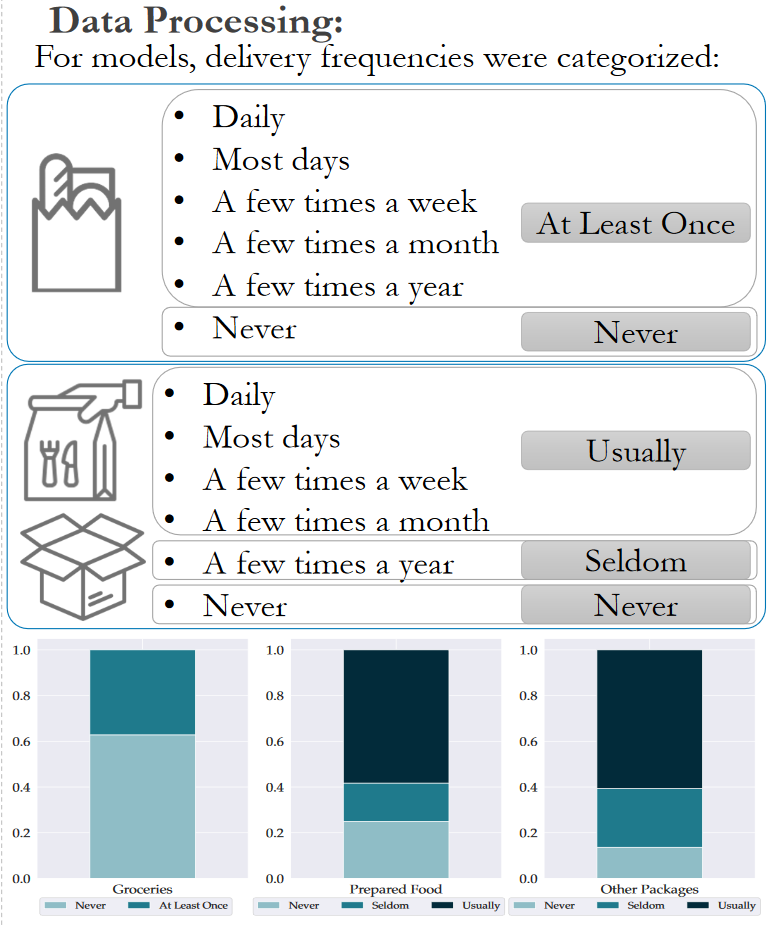 Data Processing:
For models, delivery frequencies were categorized:
• Daily
• Most days
• A few times a week
• A few times a month
• A few times a year
At Least Once
• Never
Never
• Daily
• Most days
• A few times a week
• A few times a month
Usually
• A few times a year
Seldom
• Never
Never
1.0
0.8
0.6
0.4
0.2
0.0
Groceries
Never At Least Once
1.0
0.8
0.6
0.4
0.2
0.0
Prepared Food
Never Seldom Usually
1.0
0.8
0.6
0.4
0.2
0.0
Other Packages
Never Seldom Usually